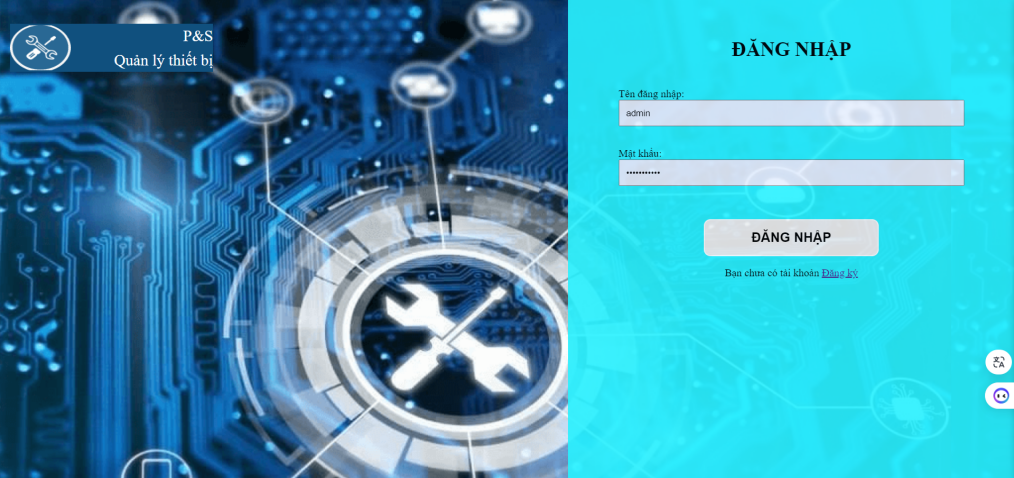 P&S
Quản lý thiết bị
ĐĂNG NHẬP
Tên đăng nhập:
admin
Mật khẩu:
•••••••••••
ĐĂNG NHẬP
Bạn chưa có tài khoản Đăng ký